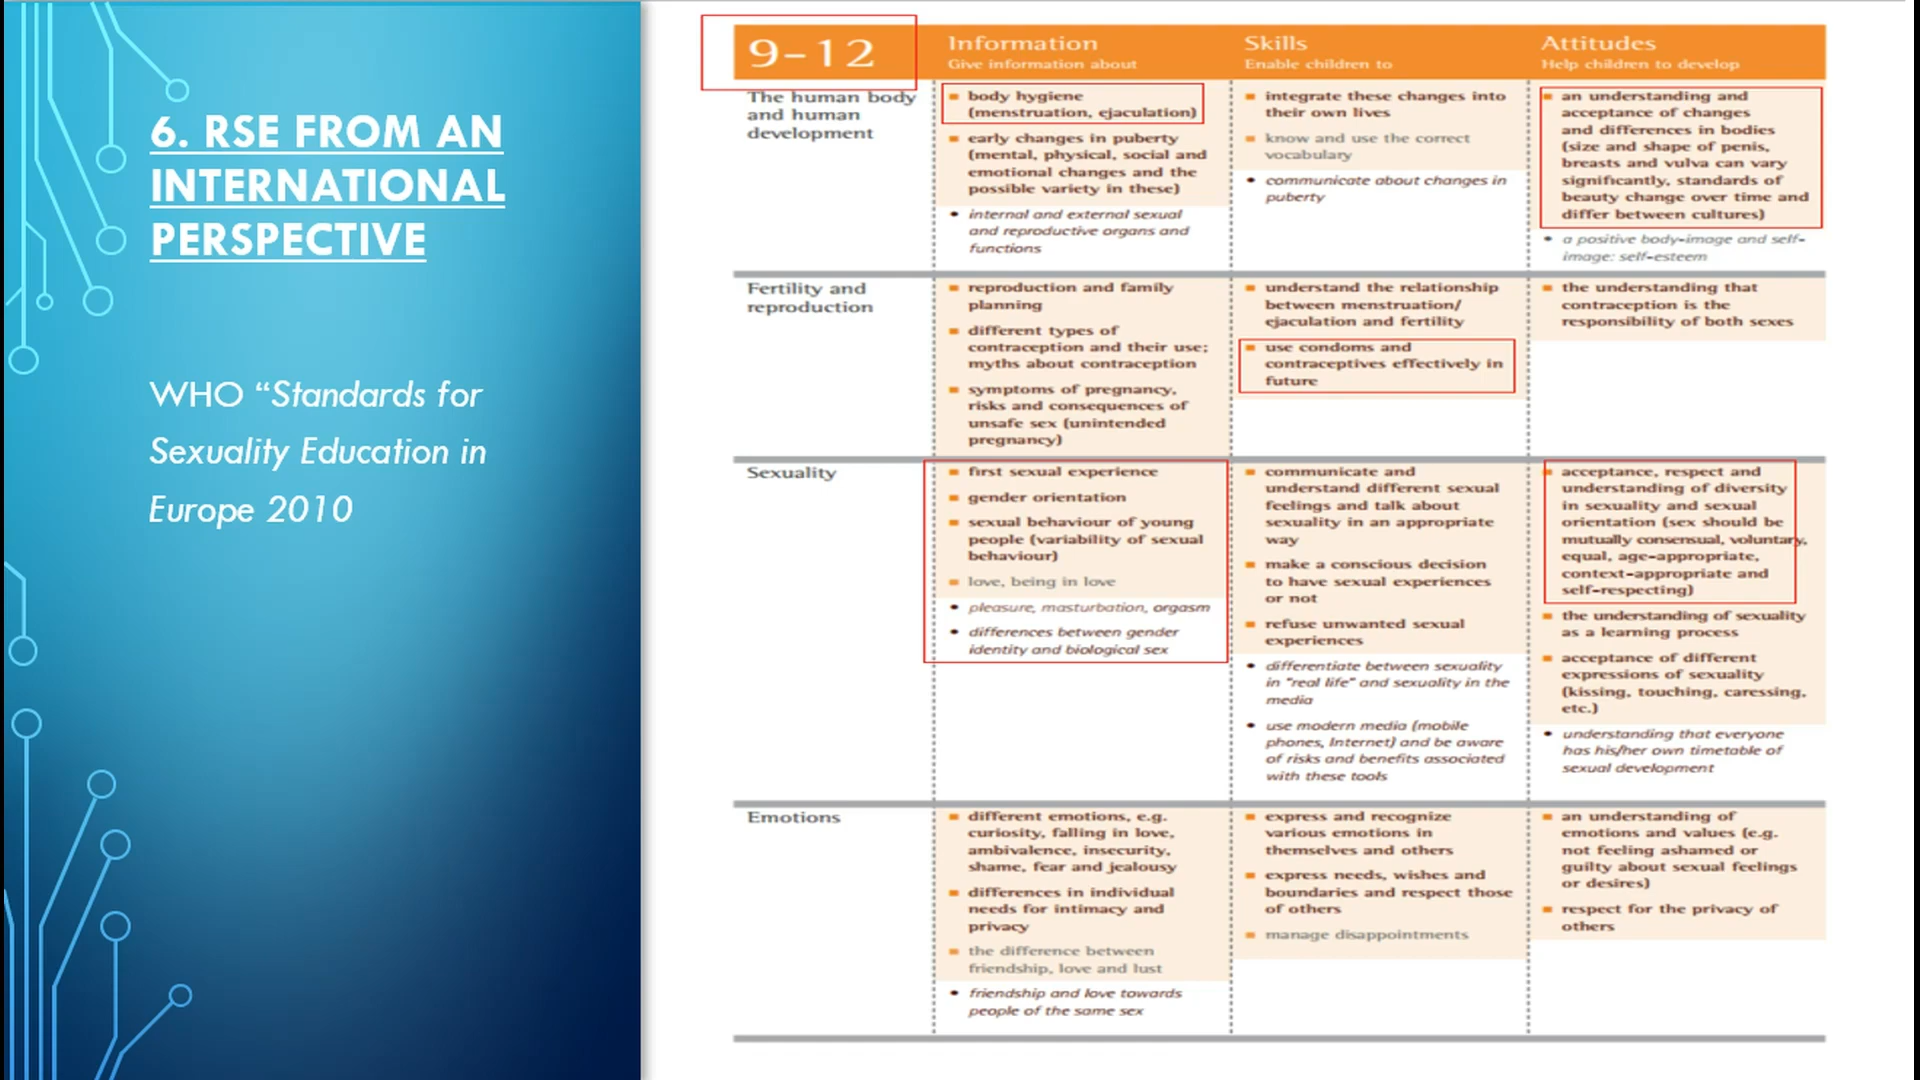 6. RSE FROM AN
INTERNATIONAL
PERSPECTIVE
WHO “Standards for
Sexuality Education in
Europe 2010
9-12
Information
Give information about
Skills
Enable children to
Attitudes
Help children to develop
The human body
and human
development
body hygiene
(menstruation, ejaculation)
early changes in puberty
(mental, physical, social and
emotional changes and the
possible variety in these)
internal and external sexual
and reproductive organs and
functions
integrate these changes into
their own lives
know and use the correct
vocabulary
communicate about changes in
puberty
an understanding and
acceptance of changes
and differences in bodies
(size and shape of penis,
breasts and vulva can vary
significantly, standards of
beauty change over time and
differ between cultures)
a positive body-image and self-
image: self-esteem
Fertility and
reproduction
reproduction and family
planning
different types of
contraception and their use;
myths about contraception
symptoms of pregnancy,
risks and consequences of
unsafe sex (unintended
pregnancy)
understand the relationship
between menstruation/
ejaculation and fertility
use condoms and
contraceptives effectively in
future
the understanding that
contraception is the
responsibility of both sexes
Sexuality
first sexual experience
gender orientation
sexual behaviour of young
people (variability of sexual
behaviour)
love, being in love
pleasure, masturbation, orgasm
differences between gender
identity and biological sex
communicate and
understand different sexual
feelings and talk about
sexuality in an appropriate
way
make a conscious decision
to have sexual experiences
or not
refuse unwanted sexual
experiences
differentiate between sexuality
in "real life" and sexuality in the
media
use modern media (mobile
phones, Internet) and be aware
of risks and benefits associated
with these tools
acceptance, respect and
understanding of diversity
in sexuality and sexual
orientation (sex should be
mutually consensual, voluntary,
equal, age-appropriate,
context-appropriate and
self-respecting)
the understanding of sexuality
as a learning process
acceptance of different
expressions of sexuality
(kissing, touching, caressing,
etc.)
understanding that everyone
has his/her own timetable of
sexual development
Emotions
different emotions, e.g.
curiosity, falling in love,
ambivalence, insecurity,
shame, fear and jealousy
differences in individual
needs for intimacy and
privacy
the difference between
friendship, love and lust
friendship and love towards
people of the same sex
express and recognize
various emotions in
themselves and others
express needs, wishes and
boundaries and respect those
of others
manage disappointments
an understanding of
emotions and values (e.g.
not feeling ashamed or
guilty about sexual feelings
or desires)
respect for the privacy of
others